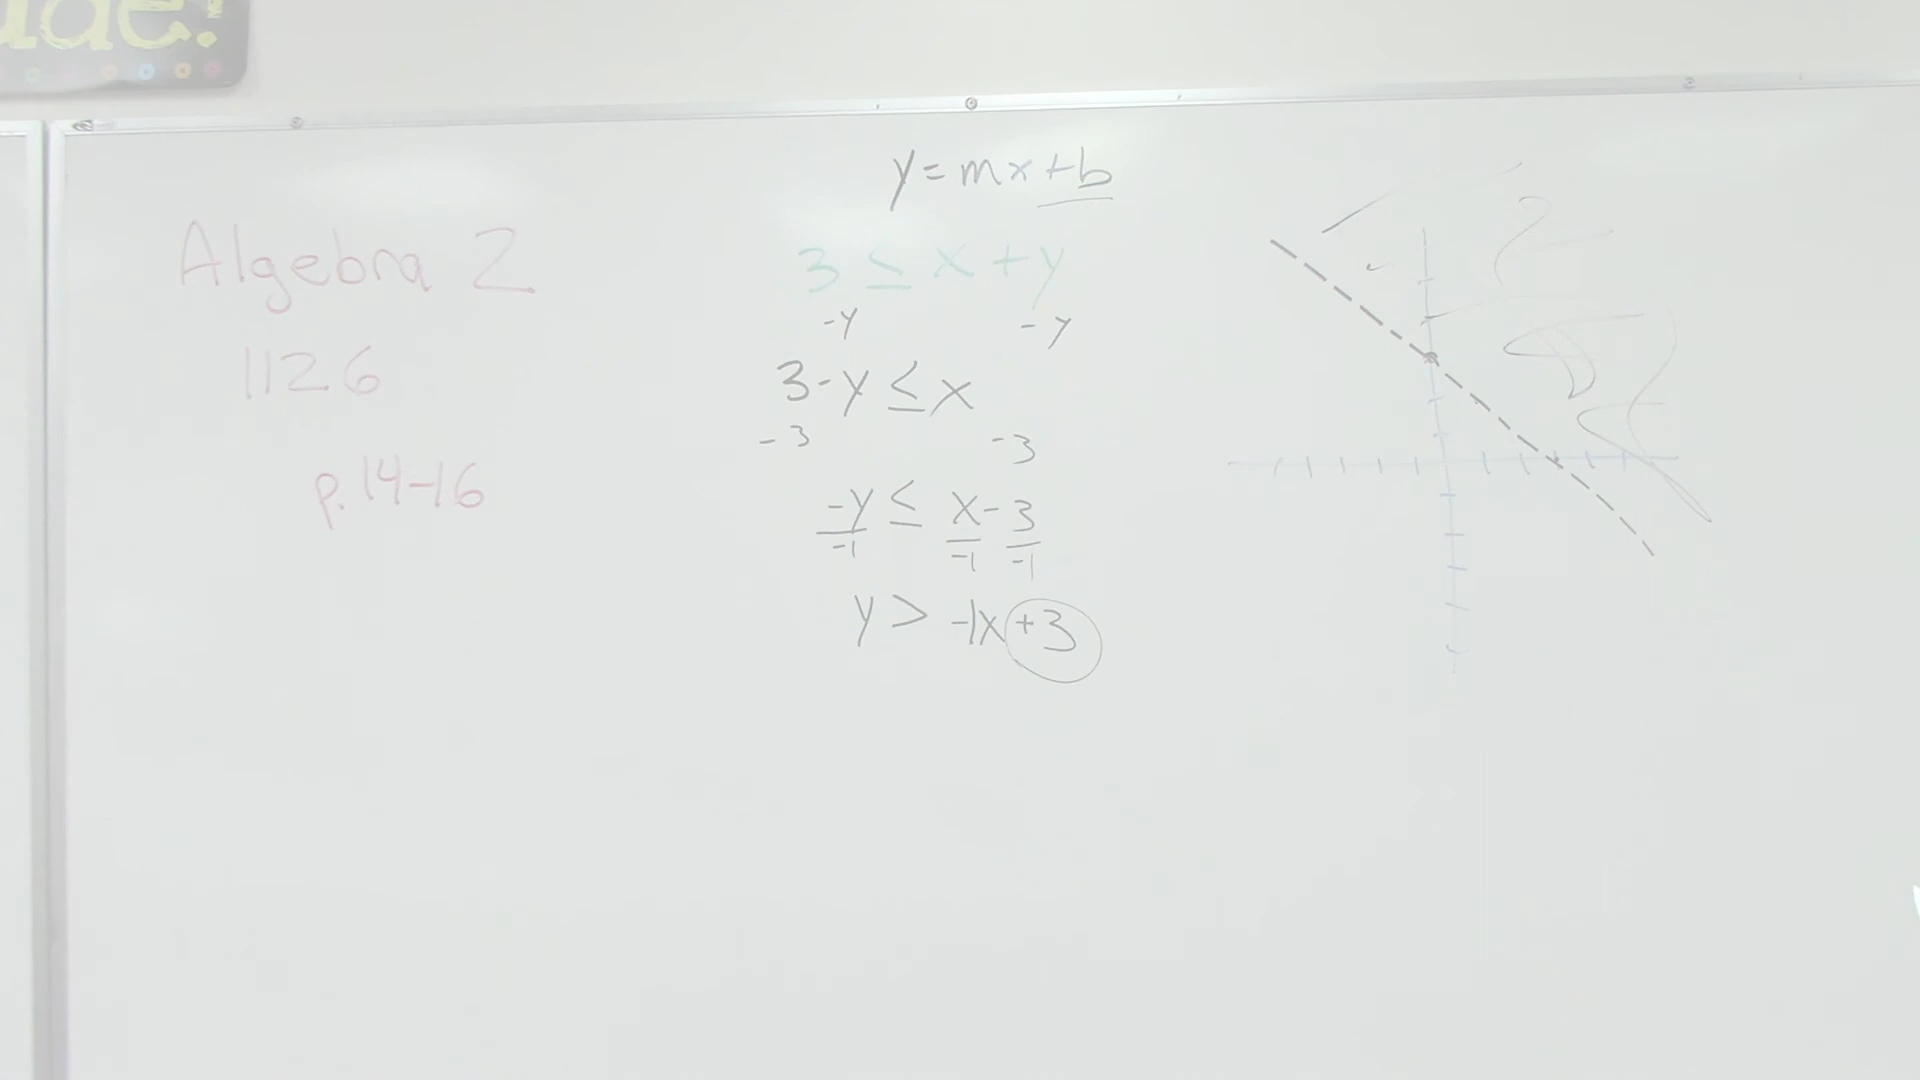 Algebra 2
1126
p.14-16
y = mx + b
3 ≤ x + y
-y -y
3 - y ≤ x
-3 -3
-y ≤ x - 3
-1 -1 -1
y > -1x + 3